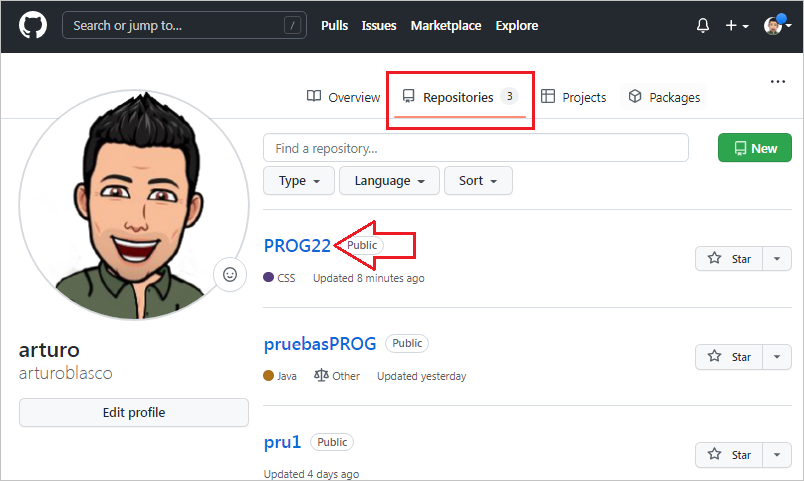 Search or jump to... /
Pulls Issues Marketplace Explore
Overview Repositories 3 Projects Packages
Find a repository...
New
Type Language Sort
PROG22 Public
Star
CSS Updated 8 minutes ago
pruebasPROG Public
Star
Java Other Updated yesterday
pru1 Public
Star
Updated 4 days ago
arturo
arturoblasco
Edit profile